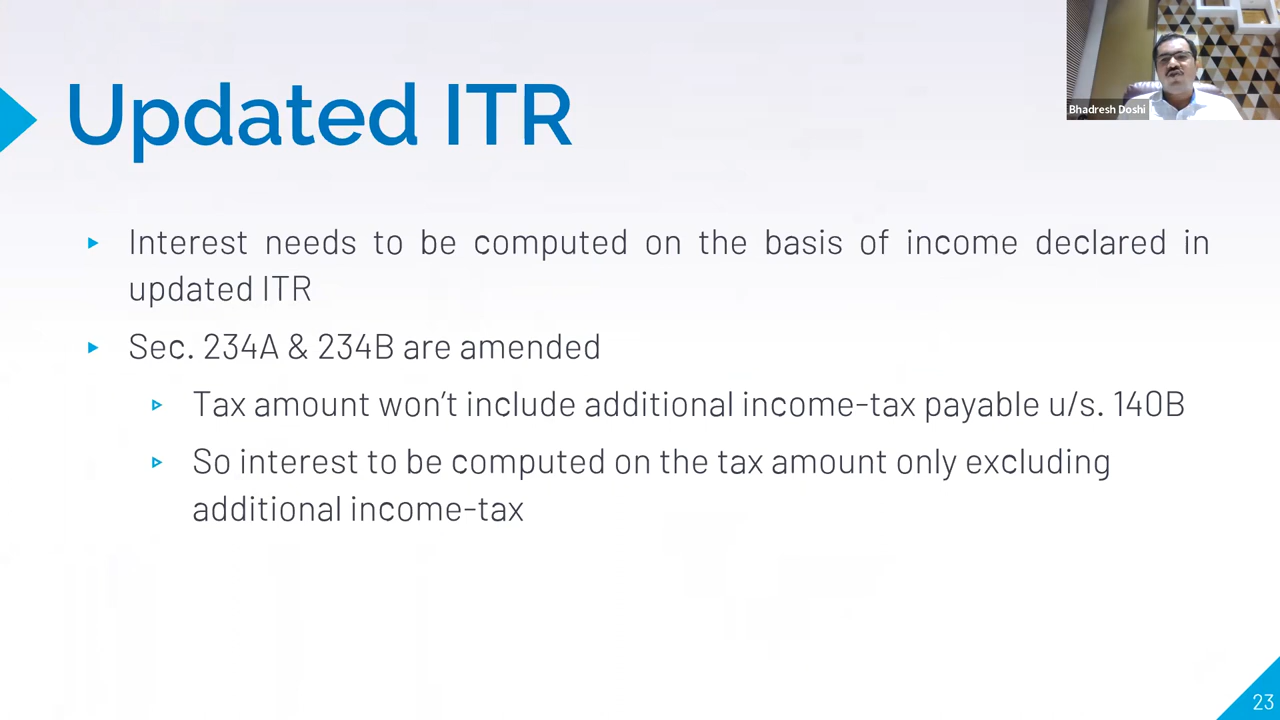 Updated ITR
Bhadresh Doshi
Interest needs to be computed on the basis of income declared in
updated ITR
Sec. 234A & 234B are amended
Tax amount won't include additional income-tax payable u/s. 140B
So interest to be computed on the tax amount only excluding
additional income-tax
23